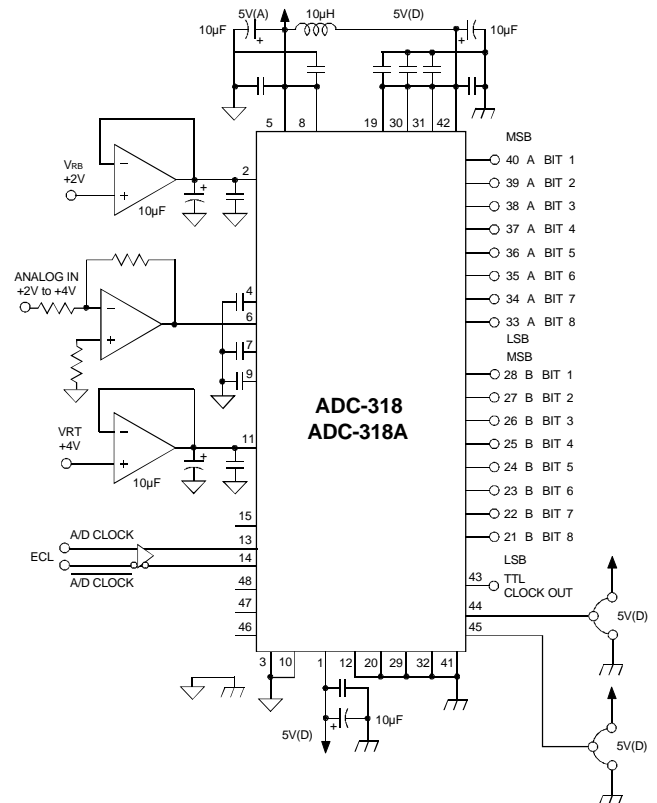 5V(A) 10µH 5V(D)
10µF + + 10µF
5 8 19 30 31 42
MSB
40 A BIT 1
39 A BIT 2
38 A BIT 3
37 A BIT 4
36 A BIT 5
35 A BIT 6
34 A BIT 7
33 A BIT 8
LSB
MSB
28 B BIT 1
27 B BIT 2
26 B BIT 3
25 B BIT 4
24 B BIT 5
23 B BIT 6
22 B BIT 7
21 B BIT 8
LSB
43 TTL
CLOCK OUT
44
45
5V(D)
5V(D)
VRB
+2V
- +
10µF +
2
ANALOG IN
+2V to +4V
- +
4
6
7
9
ADC-318
ADC-318A
VRT
+4V
- +
10µF +
11
15
A/D CLOCK
13
ECL
14
A/D CLOCK
48
47
46
3 10 1 12 20 29 32 41
+ 10µF
5V(D)